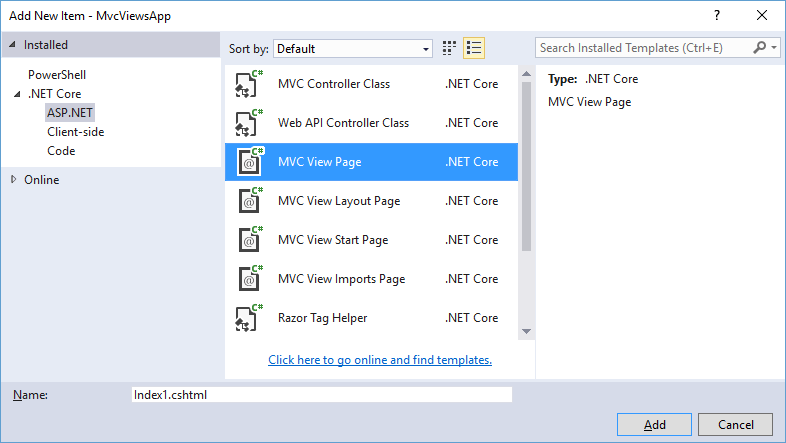 Add New Item - MvcViewsApp
Installed
PowerShell
.NET Core
ASP.NET
Client-side
Code
Online
Sort by: Default
MVC Controller Class .NET Core
Web API Controller Class .NET Core
MVC View Page .NET Core
MVC View Layout Page .NET Core
MVC View Start Page .NET Core
MVC View Imports Page .NET Core
Razor Tag Helper .NET Core
Click here to go online and find templates.
Search Installed Templates (Ctrl+E)
Type: .NET Core
MVC View Page
Name: Index1.cshtml
Add Cancel